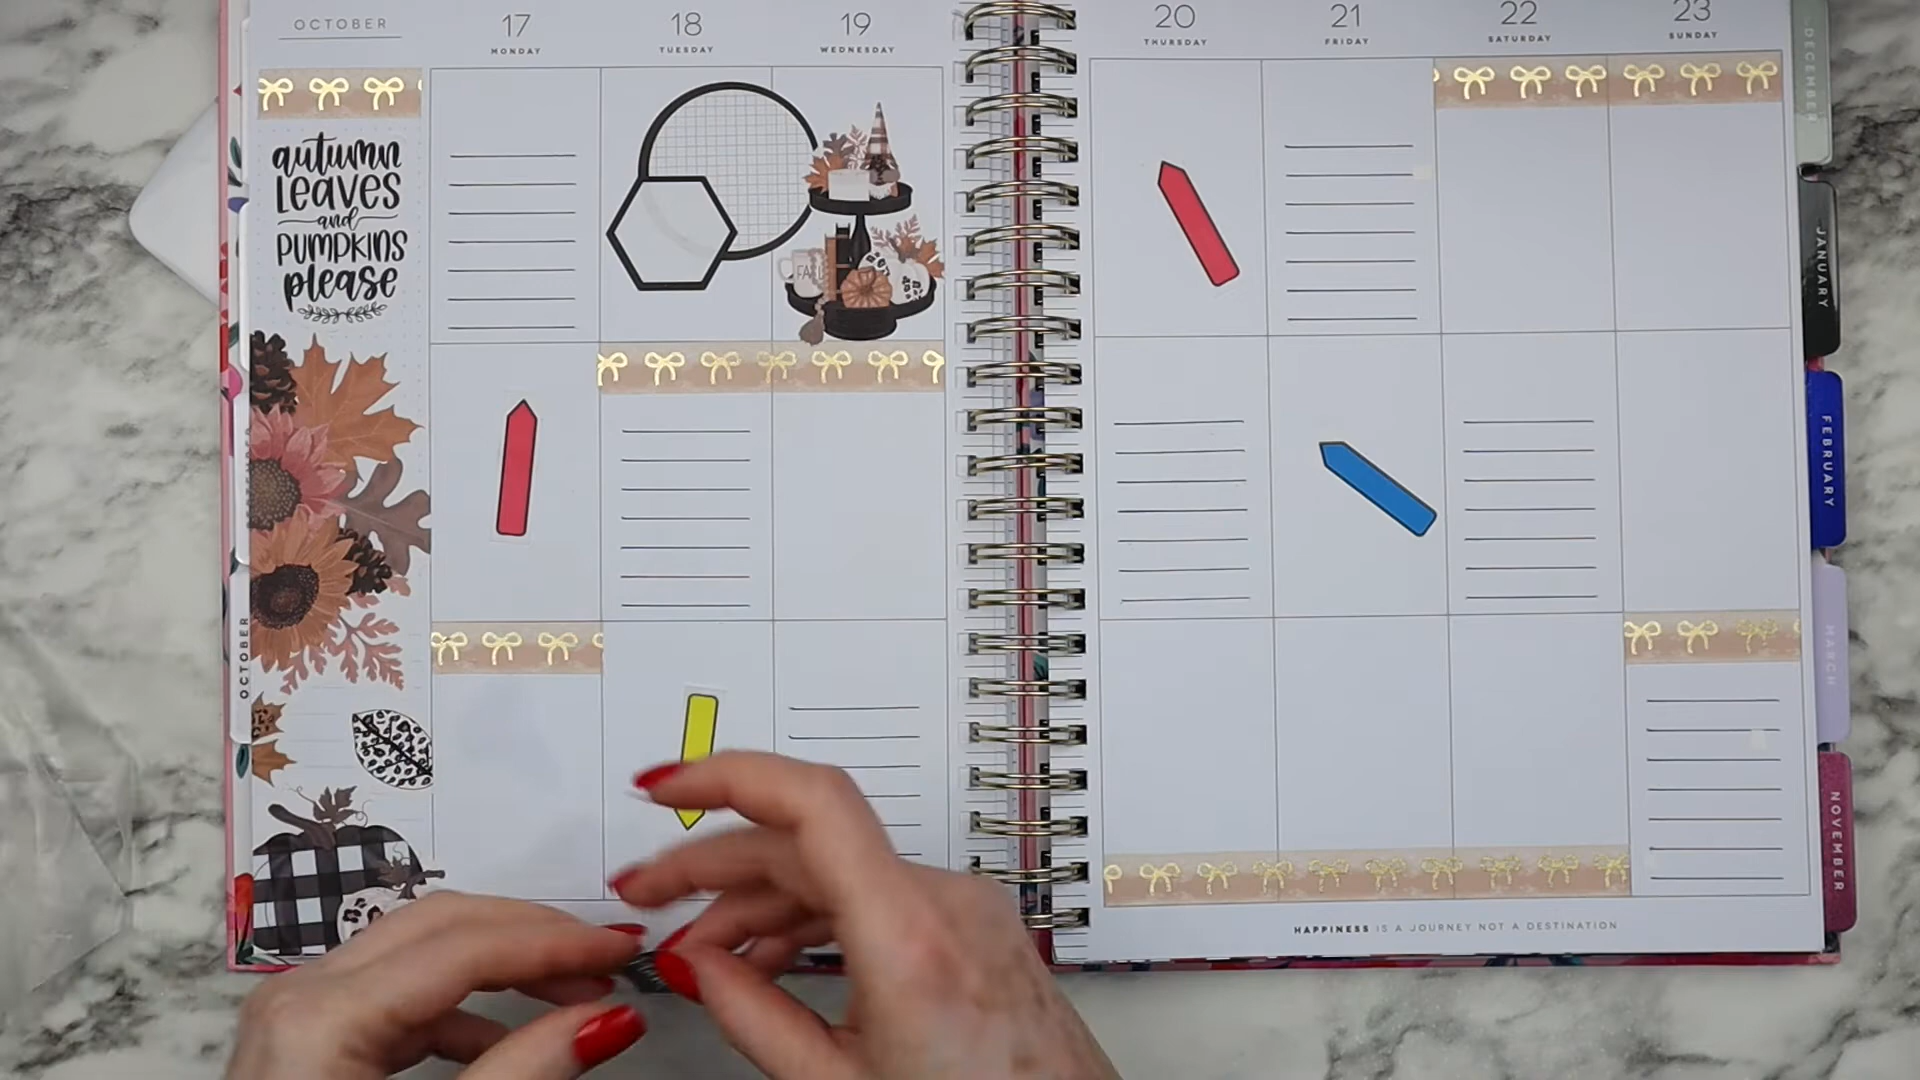 OCTOBER
17
MONDAY
18
TUESDAY
19
WEDNESDAY
20
THURSDAY
21
FRIDAY
22
SATURDAY
23
SUNDAY
autumn
LEAVES
and
PUMPKINS
please
FALL
OCTOBER
DECEMBER
JANUARY
FEBRUARY
MARCH
NOVEMBER
HAPPINESS IS A JOURNEY NOT A DESTINATION